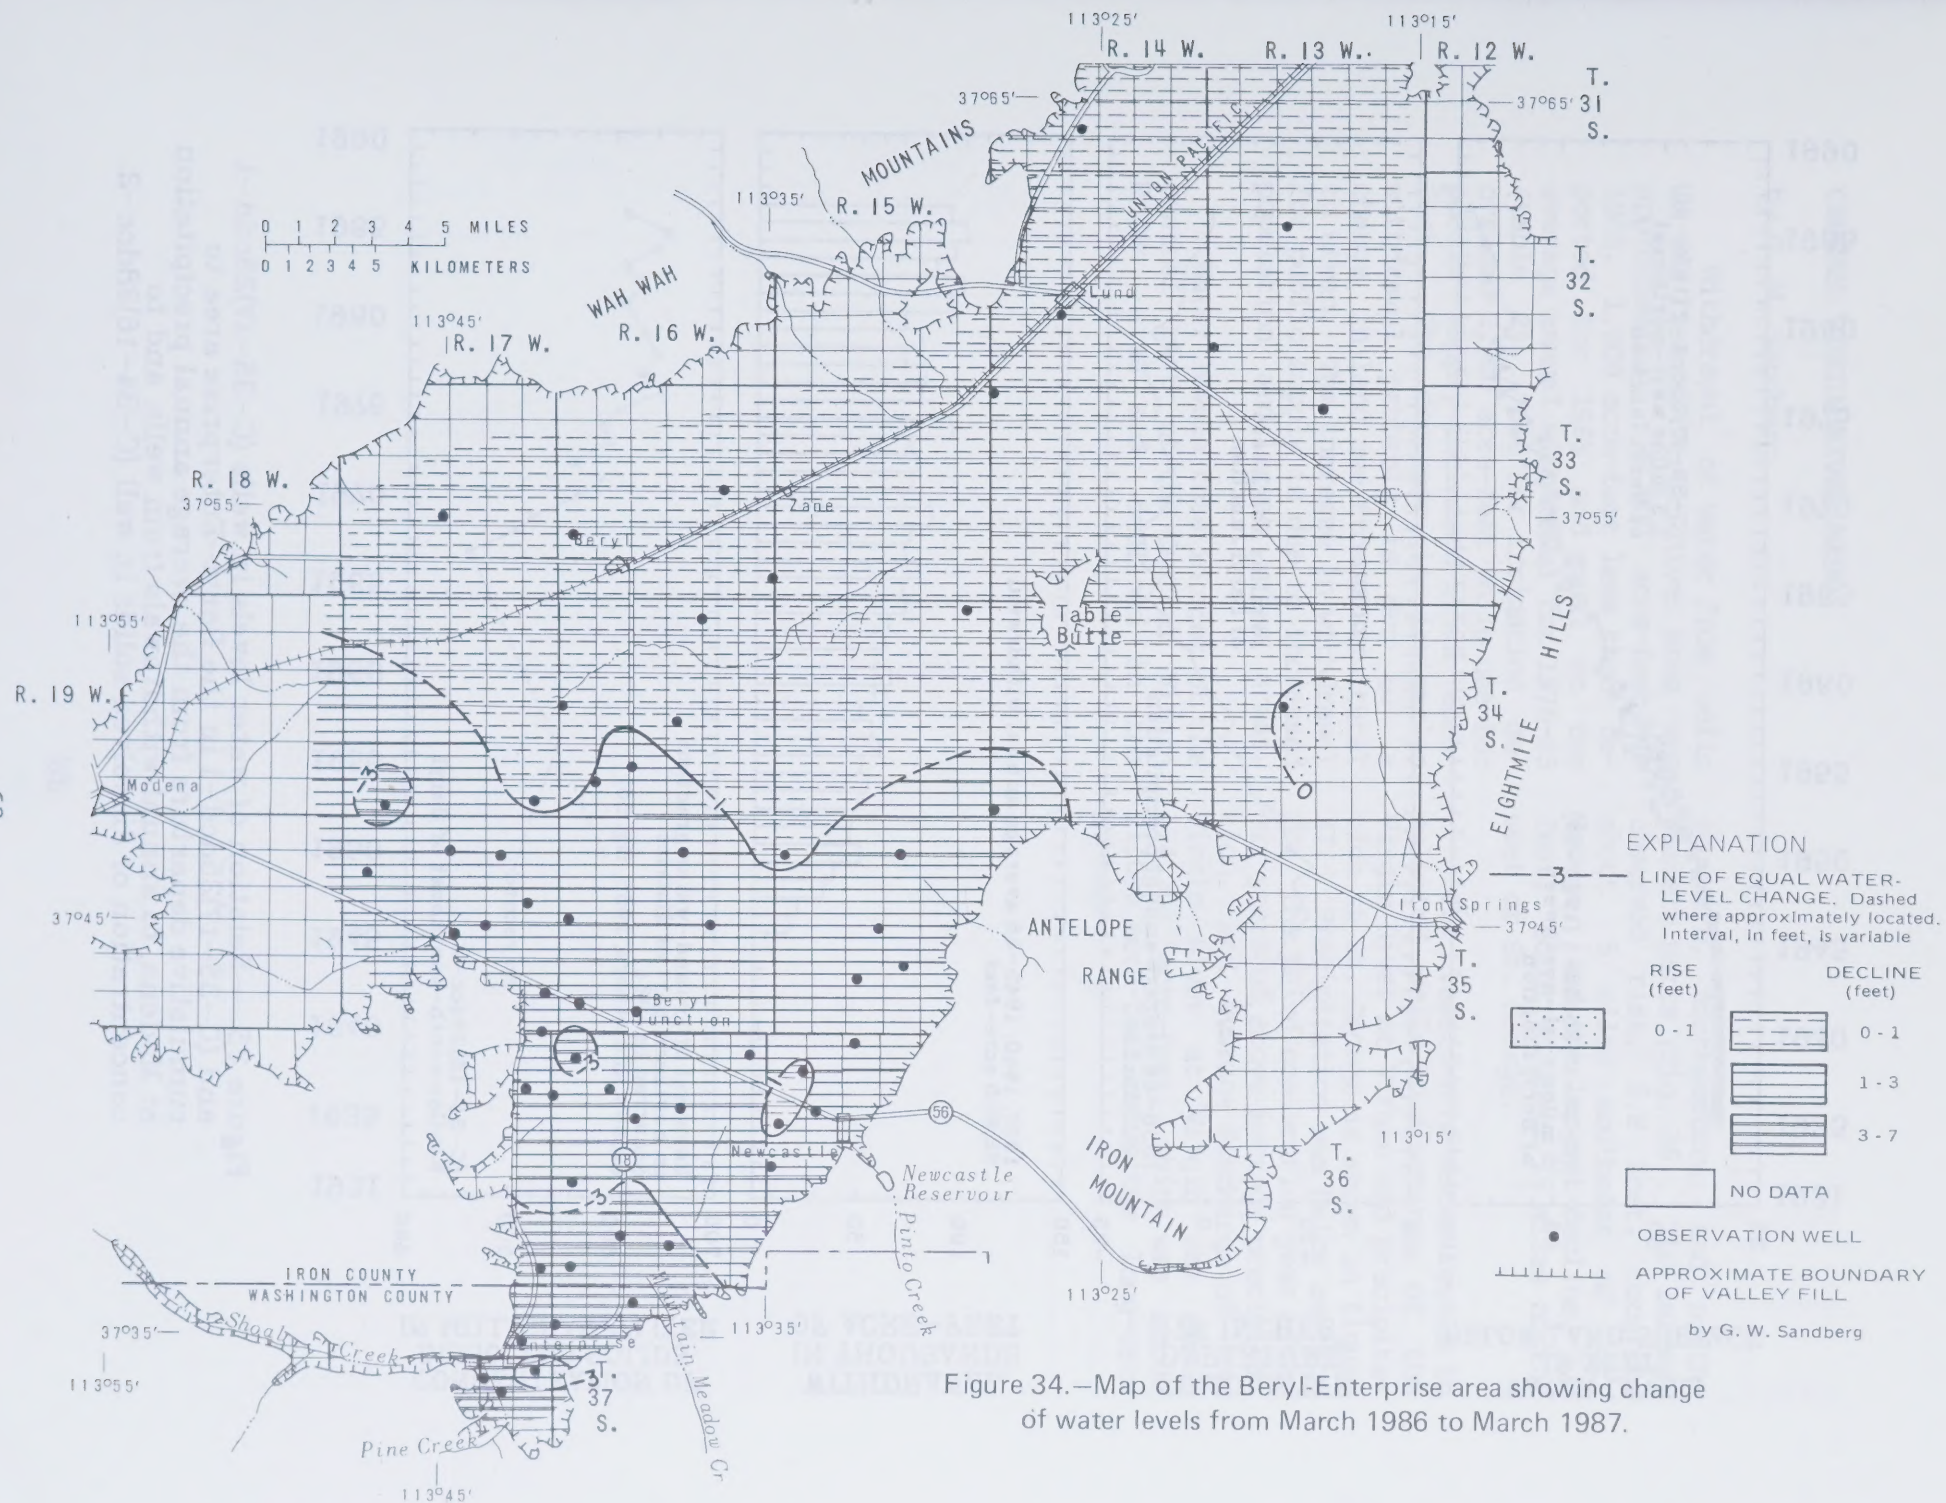 113°25'
113°15'
R. 14 W.
R. 13 W.
R. 12 W.
T.
31
S.
37°65'
37°65'
MOUNTAINS
UNION PACIFIC
113°35'
R. 15 W.
0 1 2 3 4 5 MILES
0 1 2 3 4 5 KILOMETERS
WAH WAH
T.
32
S.
Lund
113°45'
R. 17 W.
R. 16 W.
T.
33
S.
R. 18 W.
37°55'
Zane
37°55'
Beryl
113°55'
Table
Butte
HILLS
R. 19 W.
T.
34
S.
EIGHTMILE
-3
Modena
0
EXPLANATION
—3— LINE OF EQUAL WATER-
LEVEL CHANGE. Dashed
where approximately located.
Interval, in feet, is variable
Iron Springs
37°45'
37°45'
ANTELOPE
RANGE
T.
35
S.
RISE
(feet)
DECLINE
(feet)
0-1
0-1
1-3
3-7
Beryl
Junction
-3
56
113°15'
Newcastle
18
IRON
MOUNTAIN
T.
36
S.
Newcastle
Reservoir
NO DATA
-3
Pinto Creek
OBSERVATION WELL
IRON COUNTY
WASHINGTON COUNTY
APPROXIMATE BOUNDARY
OF VALLEY FILL
113°25'
by G. W. Sandberg
Shoal Creek
37°35'
113°35'
Enterprise
Mountain Meadow Cr
113°55'
-3
T.
37
S.
Pine Creek
113°45'
Figure 34.—Map of the Beryl-Enterprise area showing change
of water levels from March 1986 to March 1987.